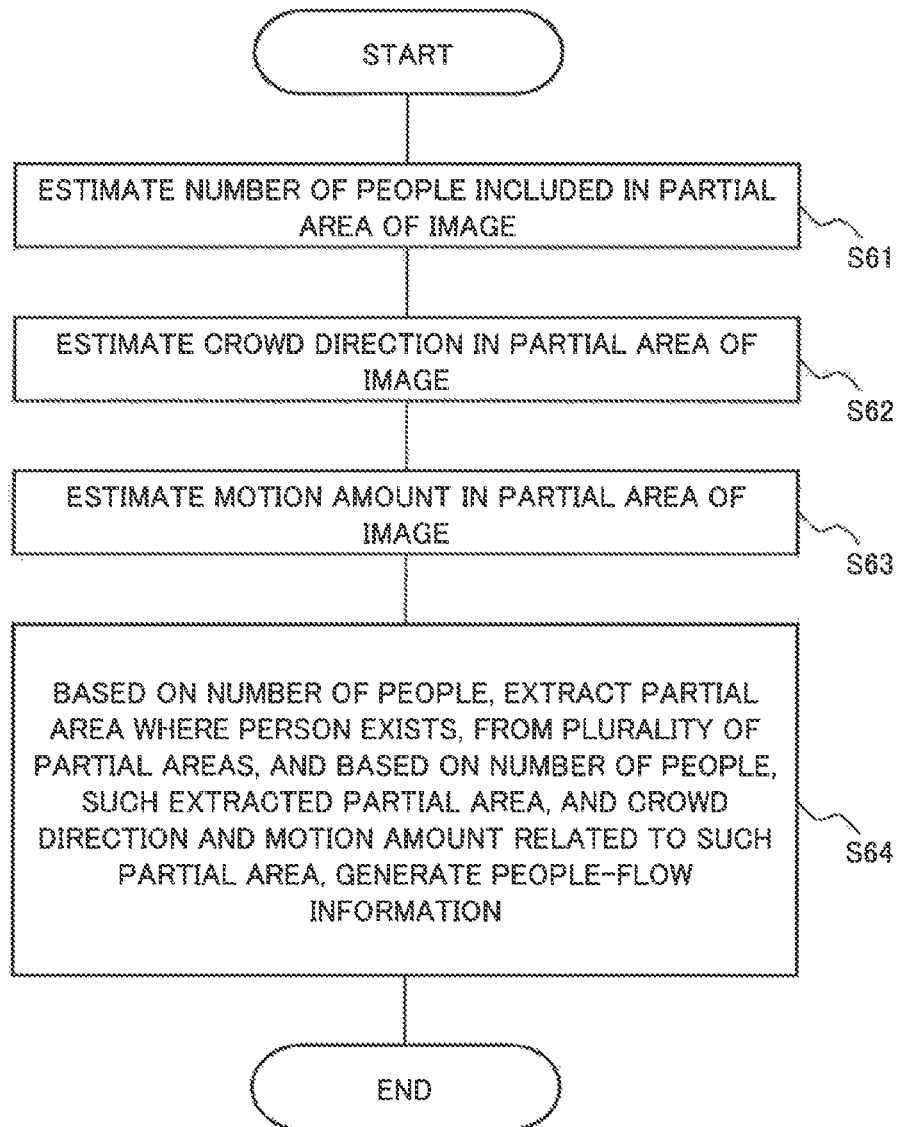 START
ESTIMATE NUMBER OF PEOPLE INCLUDED IN PARTIAL
AREA OF IMAGE
S61
ESTIMATE CROWD DIRECTION IN PARTIAL AREA OF
IMAGE
S62
ESTIMATE MOTION AMOUNT IN PARTIAL AREA OF
IMAGE
S63
BASED ON NUMBER OF PEOPLE, EXTRACT PARTIAL
AREA WHERE PERSON EXISTS, FROM PLURALITY OF
PARTIAL AREAS, AND BASED ON NUMBER OF PEOPLE,
SUCH EXTRACTED PARTIAL AREA, AND CROWD
DIRECTION AND MOTION AMOUNT RELATED TO SUCH
PARTIAL AREA, GENERATE PEOPLE-FLOW
INFORMATION
S64
END